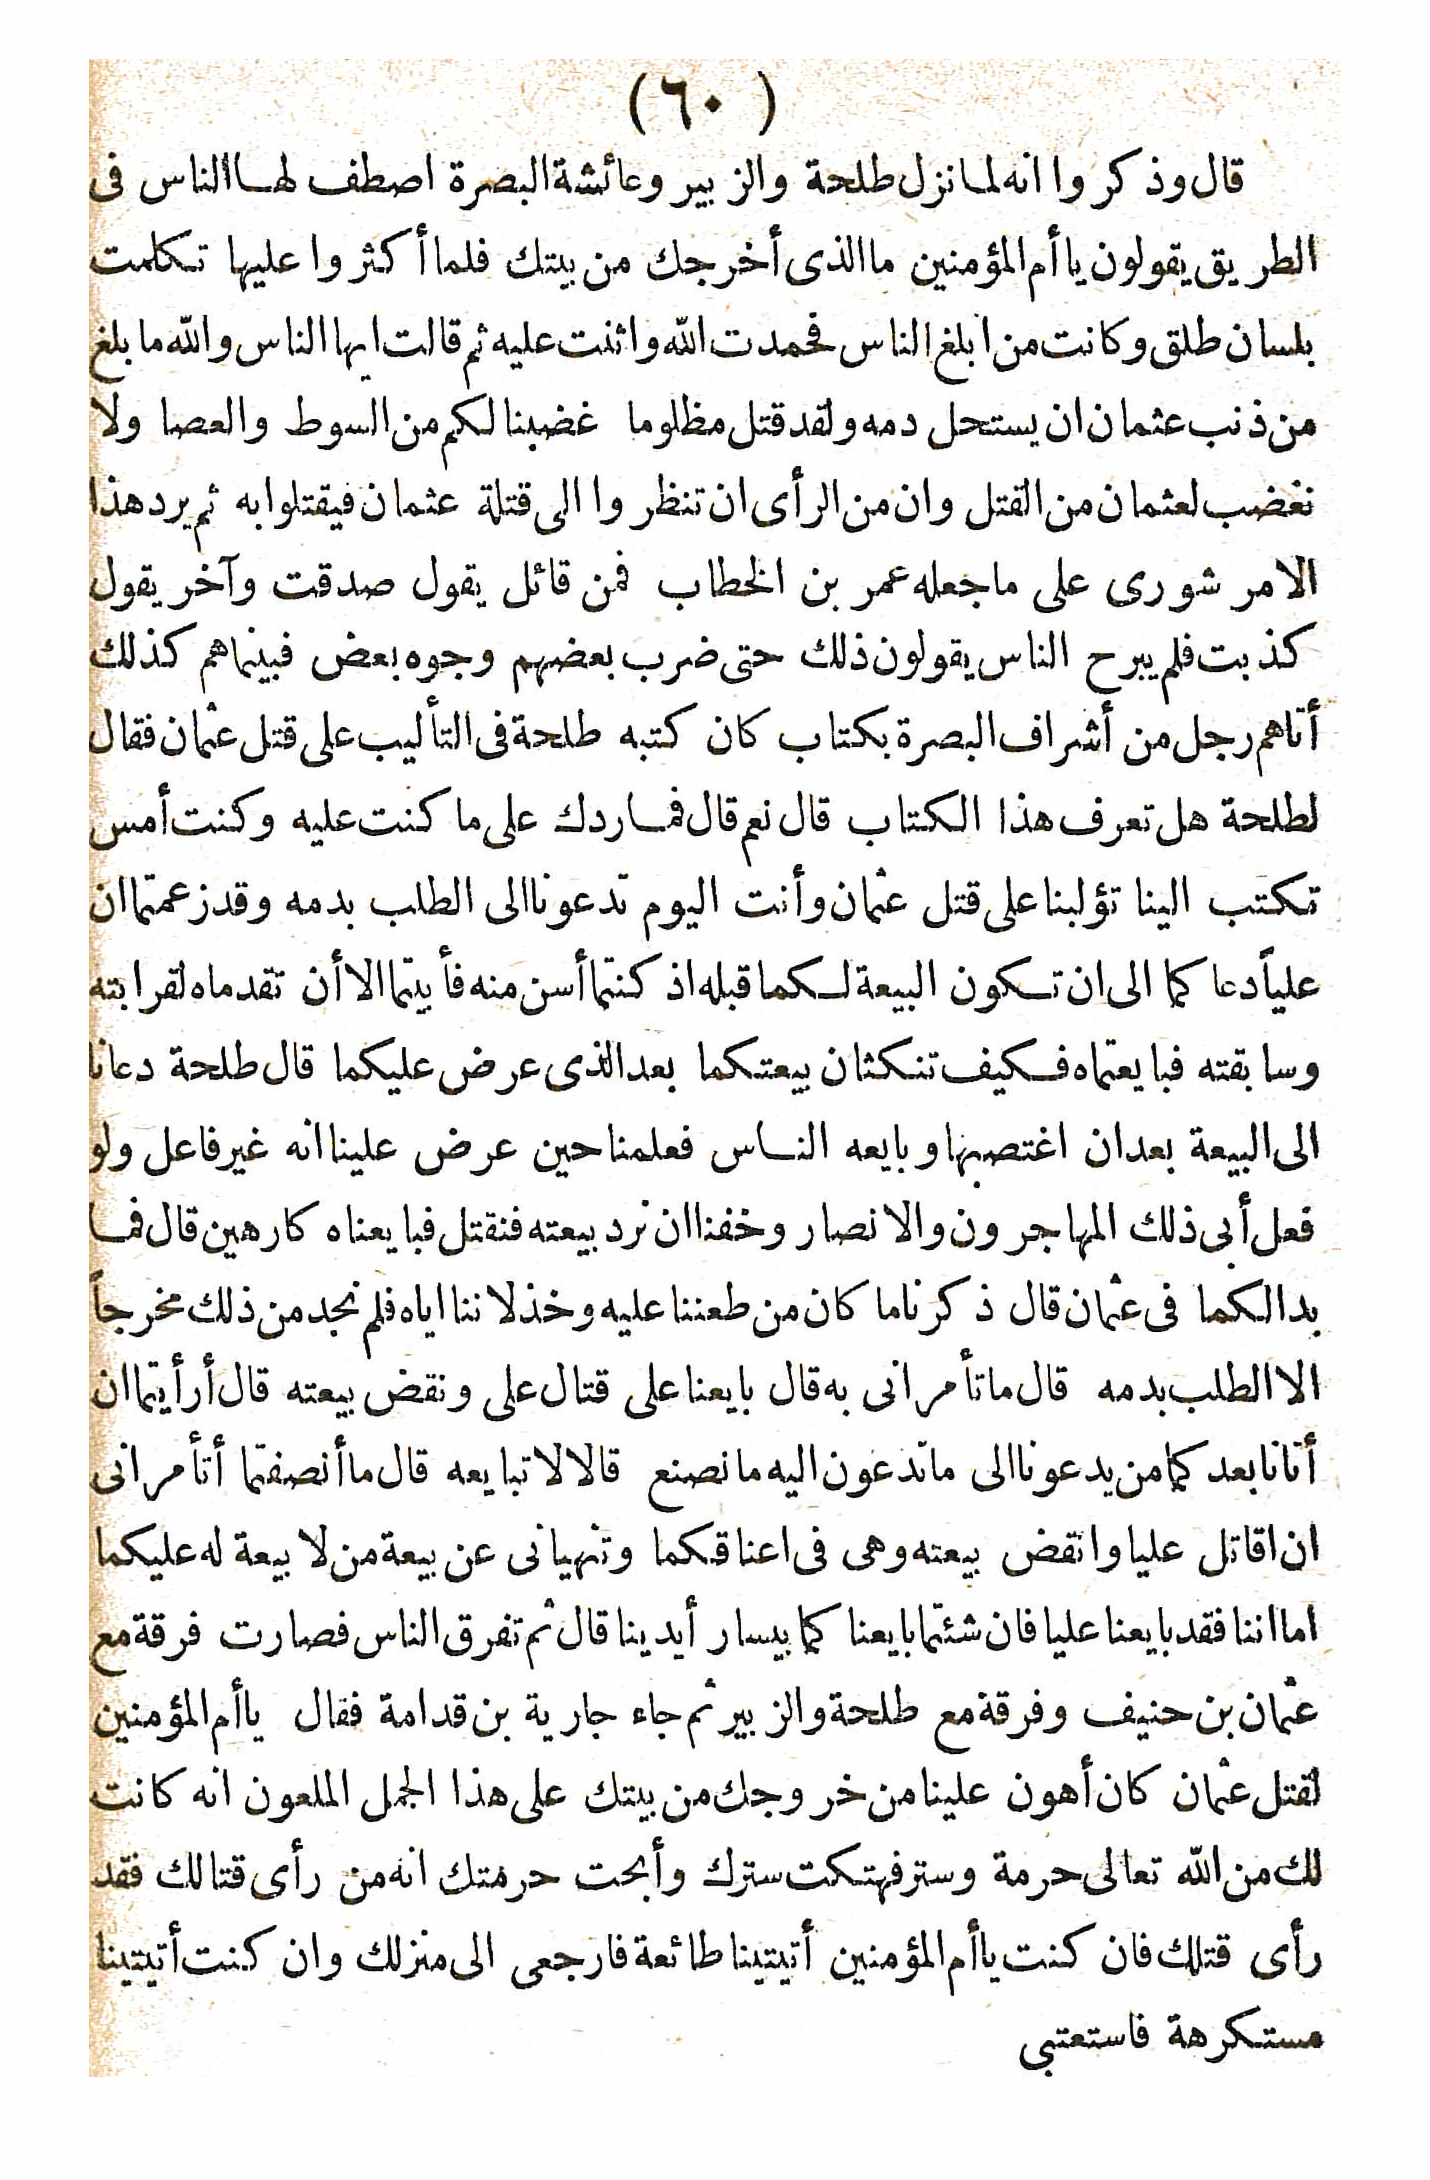 (٦٠)
قال وذكروا انه لما نزل طلحة والزبير وعائشة البصرة اصطف لها الناس فى
الطريق يقولون يا أم المؤمنين ما الذى أخرجك من بيتك فلما أكثروا عليها تكلمت
بلسان طلق وكانت من ابلغ الناس فحمدت الله واثنت عليه ثم قالت ايها الناس والله ما بلغ
من ذنب عثمان ان يستحل دمه ولقد قتل مظلوما غضبنا لكم من السوط والعصا ولا
نغضب لعثمان من القتل وان من الرأى ان تنظروا الى قتلة عثمان فيقتلوا به ثم يرد هذا
الامر شورى على ما جعله عمر بن الخطاب فمن قائل يقول صدقت وآخر يقول
كذبت فلم يبرح الناس يقولون ذلك حتى ضرب بعضهم وجوه بعض فبينما هم كذلك
أتاهم رجل من أشراف البصرة بكتاب كان كتبه طلحة فى التأليب على قتل عثمان فقال
لطلحة هل تعرف هذا الكتاب قال نعم قال فما ردك على ما كنت عليه وكنت أمس
تكتب الينا تؤلبنا على قتل عثمان وأنت اليوم تدعونا الى الطلب بدمه وقد زعمتما ان
علياً دعا كما الى ان تكون البيعة لكما قبله اذ كنتما أسن منه فأبيتما الا أن تقدماه لقرابته
وسابقته فبايعتماه فكيف تنكثان بيعتكما بعد الذى عرض عليكما قال طلحة دعانا
الى البيعة بعد ان اغتصبها وبايعه الناس فعلمنا حين عرض علينا انه غير فاعل ولو
فعل أبى ذلك المهاجرون والانصار وخفنا ان نرد بيعته فنقتل فبايعناه كارهين قال فما
بدا لكما فى عثمان قال ذكرنا ما كان من طعننا عليه وخذلاننا اياه فلم نجد من ذلك مخرجاً
الا الطلب بدمه قال ما تأمرانى به قال بايعنا على قتال على ونقض بيعته قال أرأيتما ان
أتانا بعد كما من يدعونا الى ما تدعون اليه ما نصنع قالا لا تبايعه قال ما أنصفتما أتأمرانى
ان اقاتل عليا وانقض بيعته وهى فى اعناقكما وتنهيانى عن بيعة من لا بيعة له عليكما
اما اننا فقد بايعنا عليا فان شئتما بايعنا كما بيسار أيدينا قال ثم تفرق الناس فصارت فرقة مع
عثمان بن حنيف وفرقة مع طلحة والزبير ثم جاء جارية بن قدامة فقال يا أم المؤمنين
لقتل عثمان كان أهون علينا من خروجك من بيتك على هذا الجمل الملعون انه كانت
لك من الله تعالى حرمة وستر فهتكت سترك وأبحت حرمتك انه من رأى قتالك فقد
رأى قتلك فان كنت يا أم المؤمنين أتيتينا طائعة فارجعى الى منزلك وان كنت أتيتينا
مستكرهة فاستعتبى